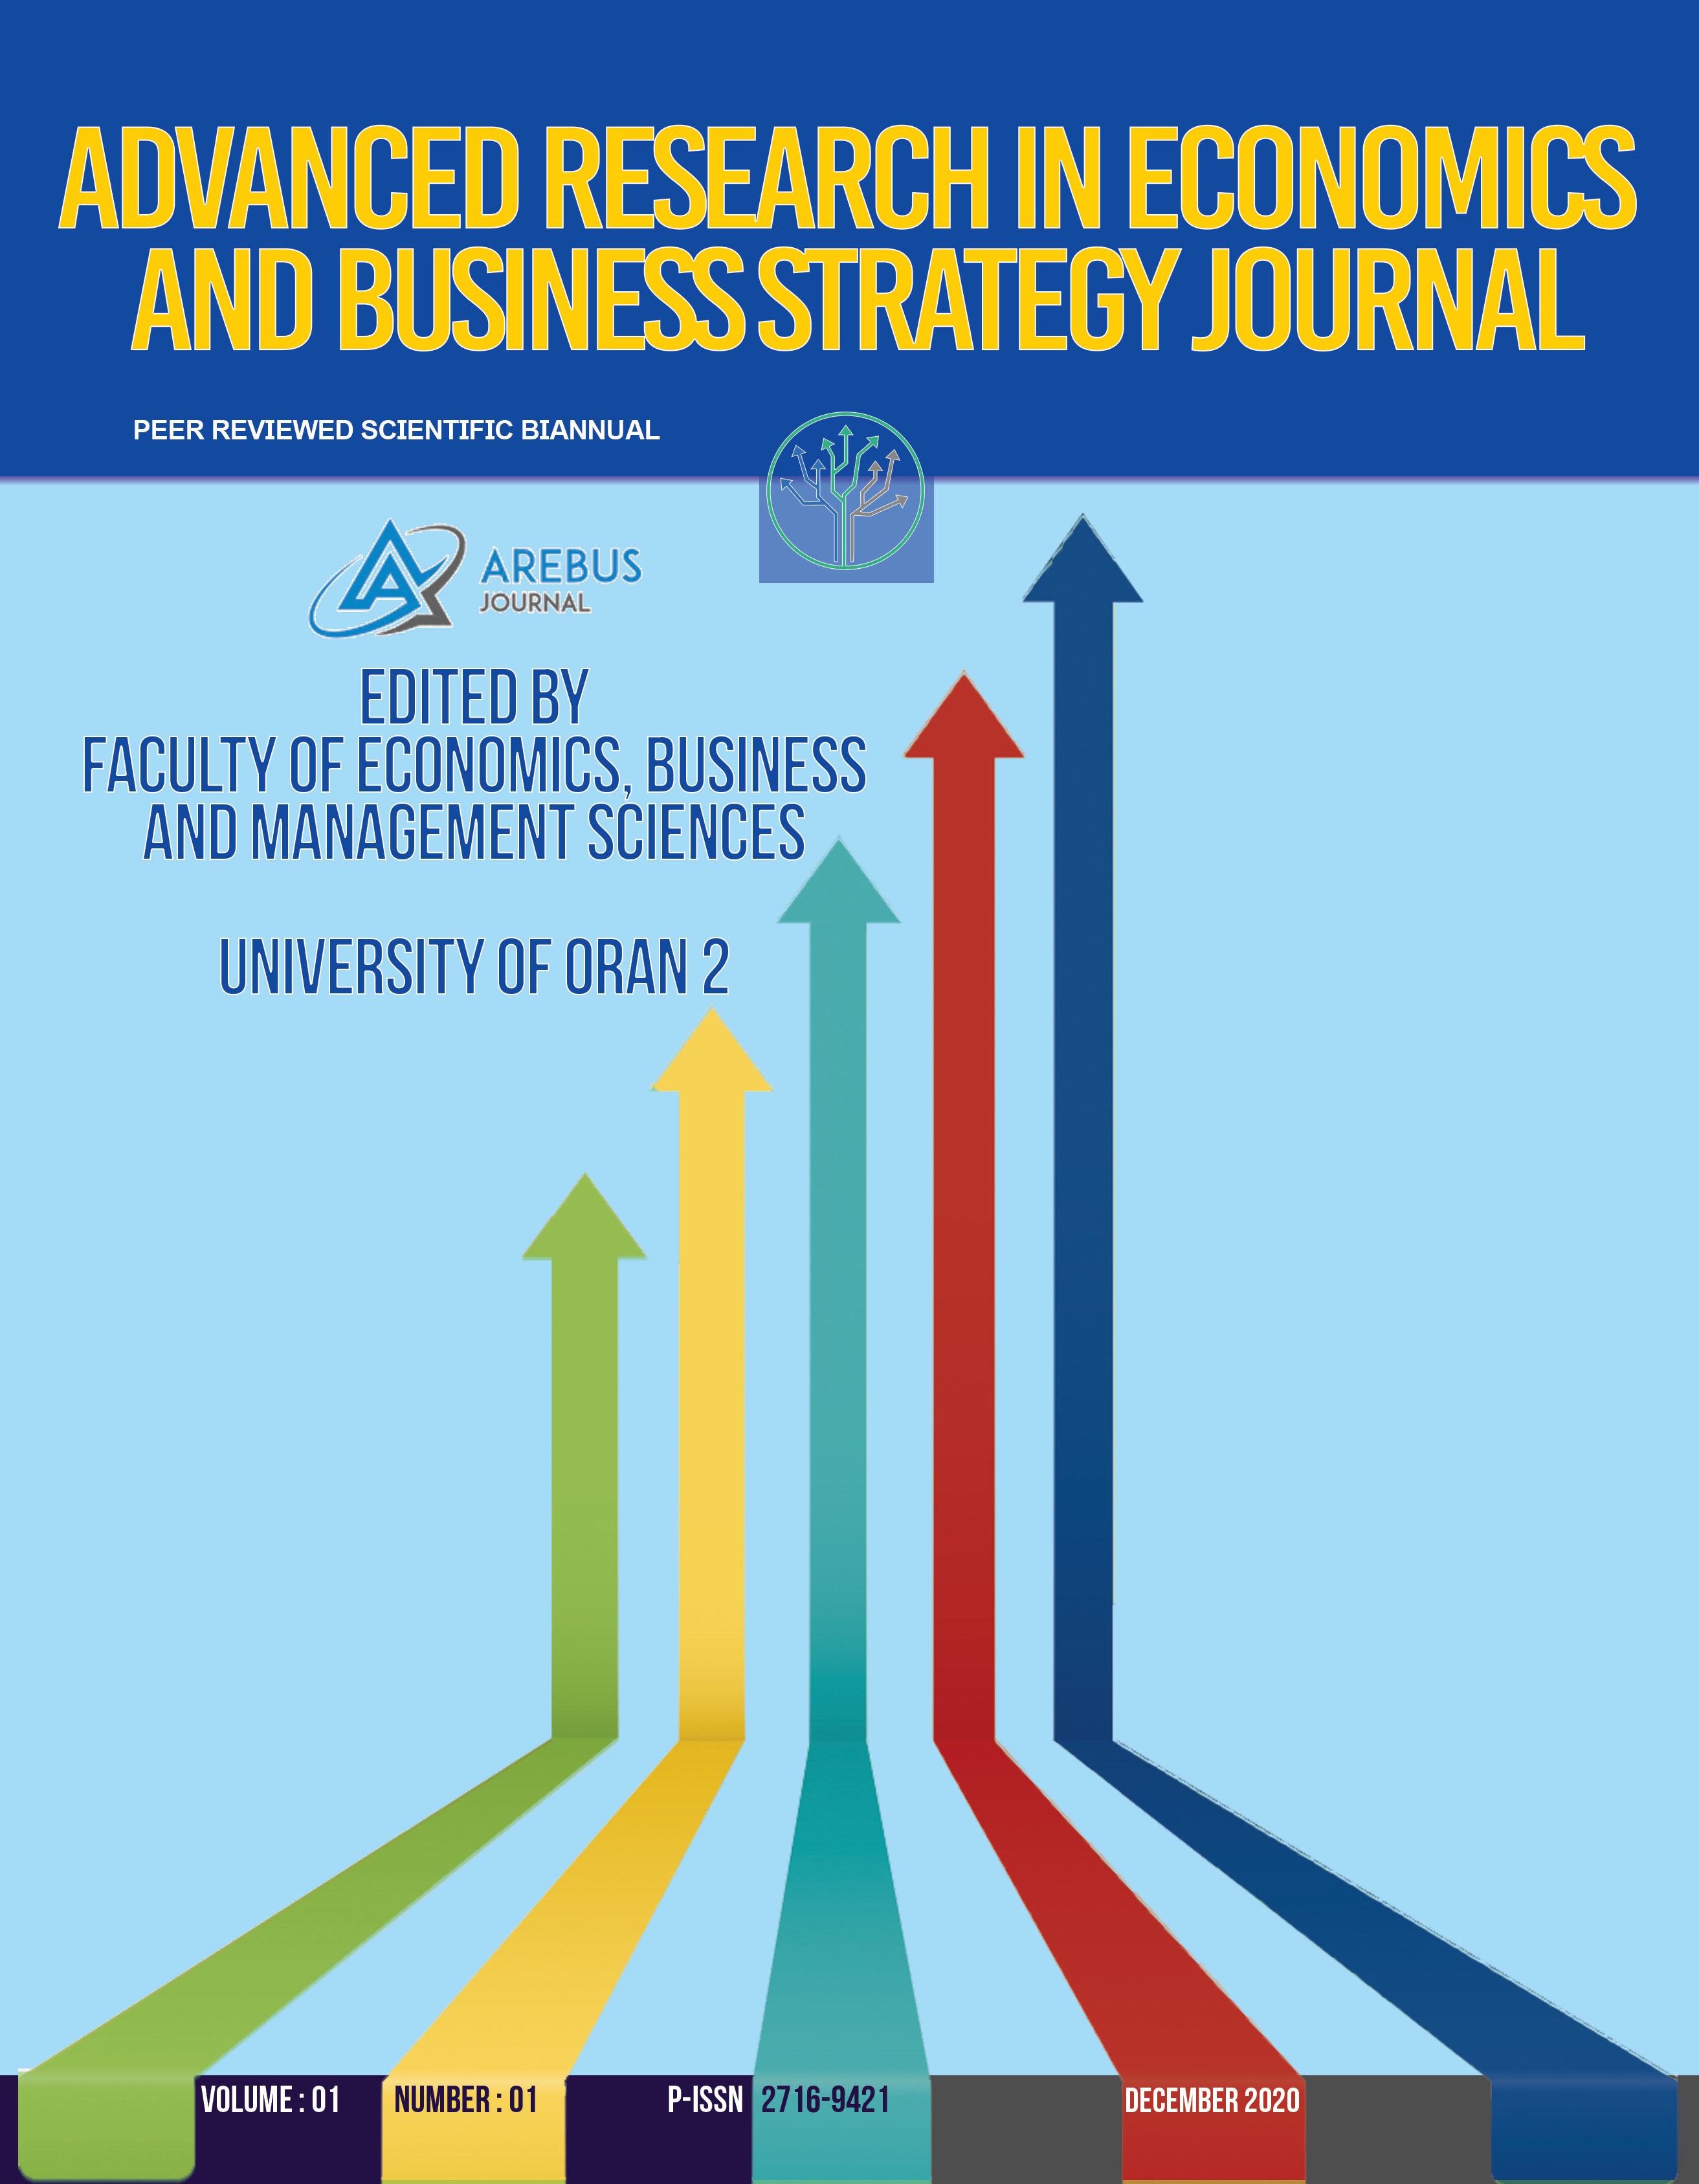 ADVANCED RESEARCH IN ECONOMICS
AND BUSINESS STRATEGY JOURNAL
PEER REVIEWED SCIENTIFIC BIANNUAL
AREBUS
JOURNAL
EDITED BY
FACULTY OF ECONOMICS, BUSINESS
AND MANAGEMENT SCIENCES
UNIVERSITY OF ORAN 2
VOLUME : 01 NUMBER : 01 P-ISSN 2716-9421 DECEMBER 2020